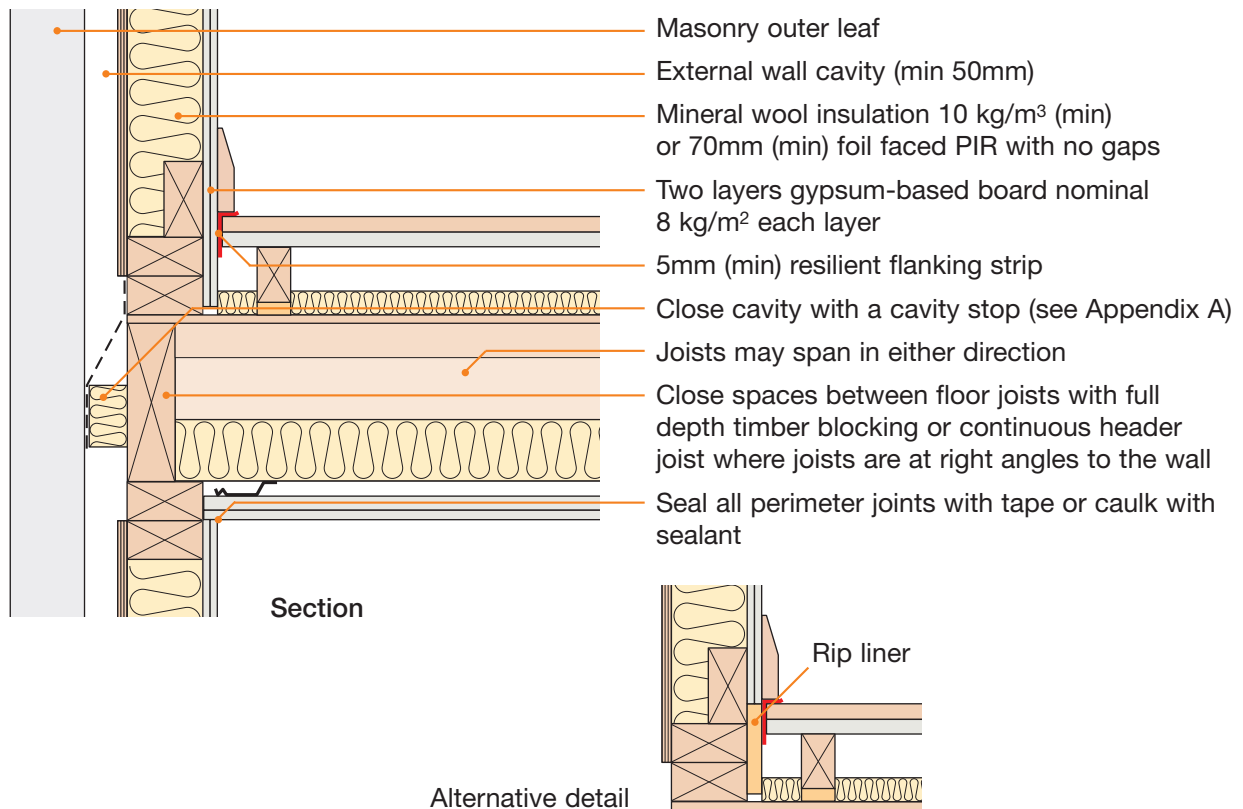 Masonry outer leaf
External wall cavity (min 50mm)
Mineral wool insulation 10 kg/m³ (min)
or 70mm (min) foil faced PIR with no gaps
Two layers gypsum-based board nominal
8 kg/m² each layer
5mm (min) resilient flanking strip
Close cavity with a cavity stop (see Appendix A)
Joists may span in either direction
Close spaces between floor joists with full
depth timber blocking or continuous header
joist where joists are at right angles to the wall
Seal all perimeter joints with tape or caulk with
sealant
Section
Rip liner
Alternative detail